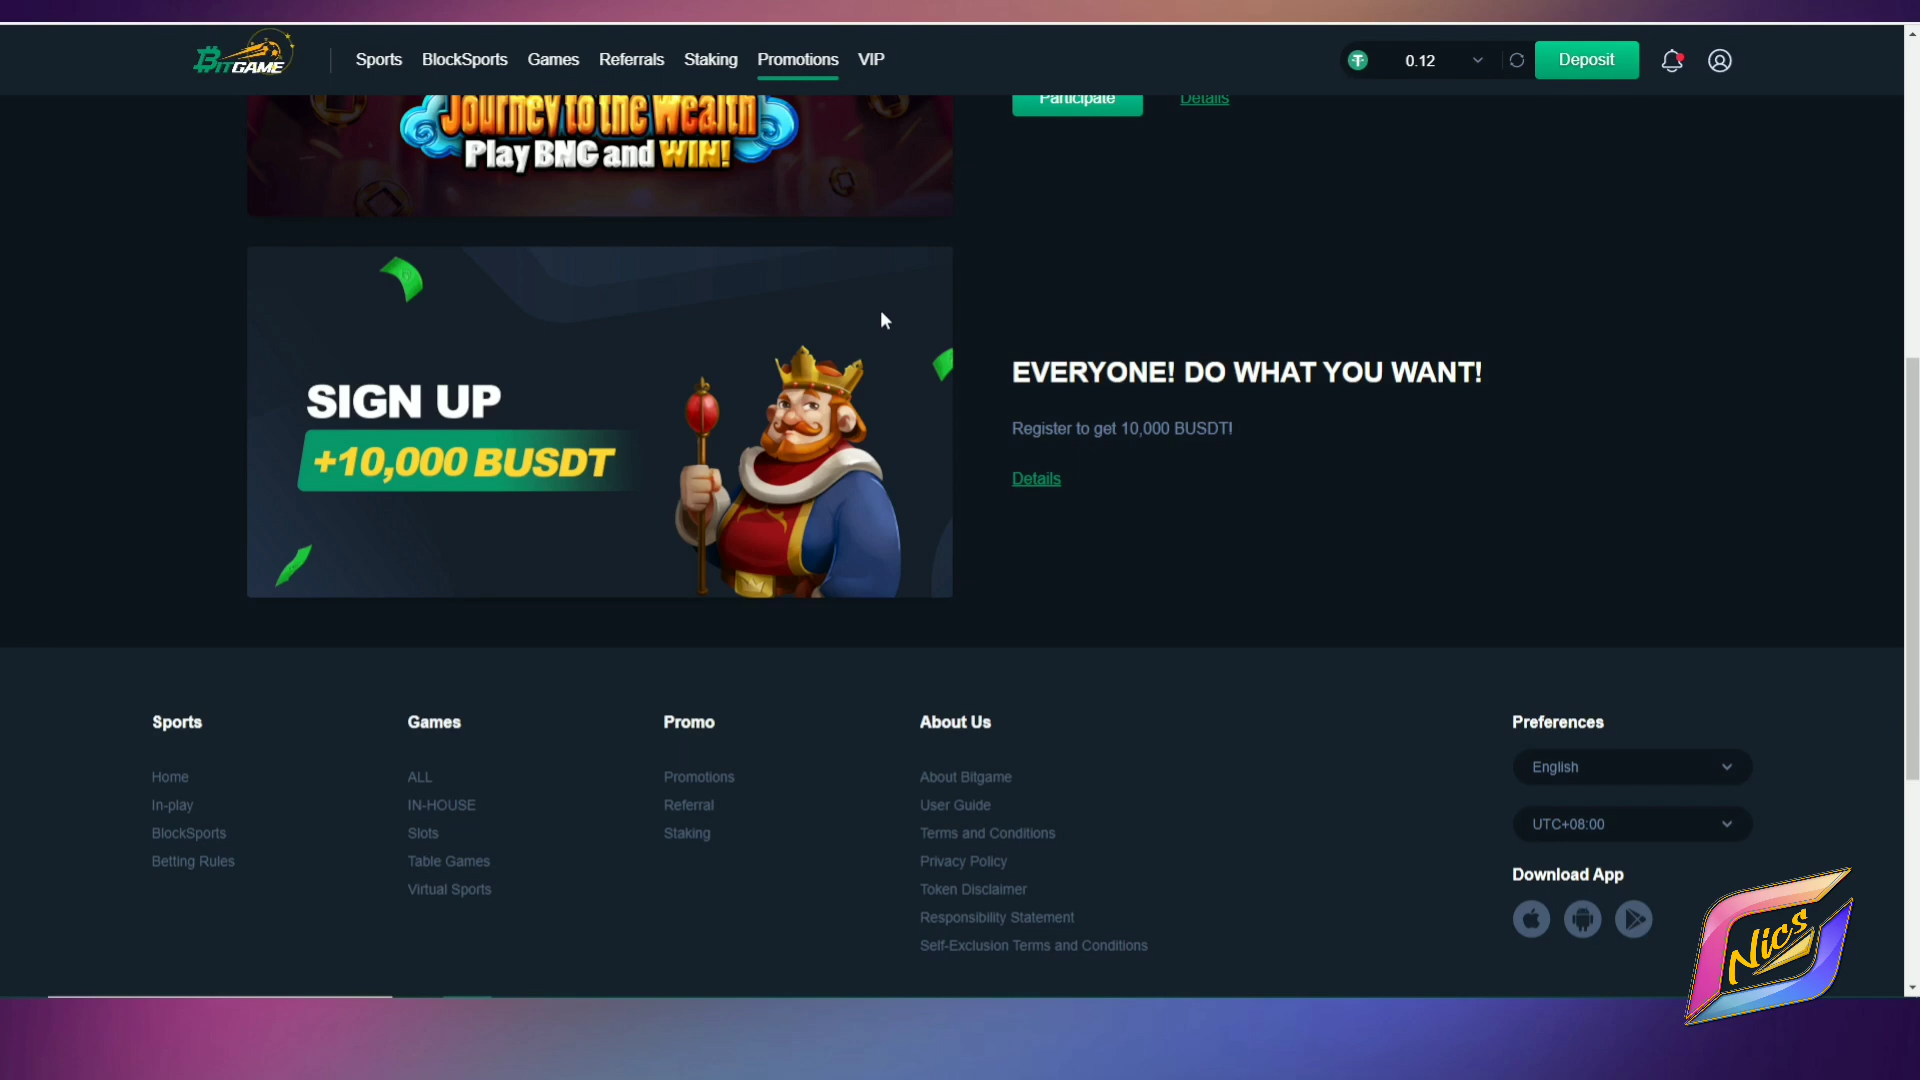 BITGAME
Sports BlockSports Games Referrals Staking Promotions VIP
0.12
Deposit
Journey to the Wealth
Play BNG and WIN!
Participate Details
SIGN UP
+10,000 BUSDT
EVERYONE! DO WHAT YOU WANT!
Register to get 10,000 BUSDT!
Details
Sports
Home
In-play
BlockSports
Betting Rules
Games
ALL
IN-HOUSE
Slots
Table Games
Virtual Sports
Promo
Promotions
Referral
Staking
About Us
About Bitgame
User Guide
Terms and Conditions
Privacy Policy
Token Disclaimer
Responsibility Statement
Self-Exclusion Terms and Conditions
Preferences
English
UTC+08:00
Download App
Nics